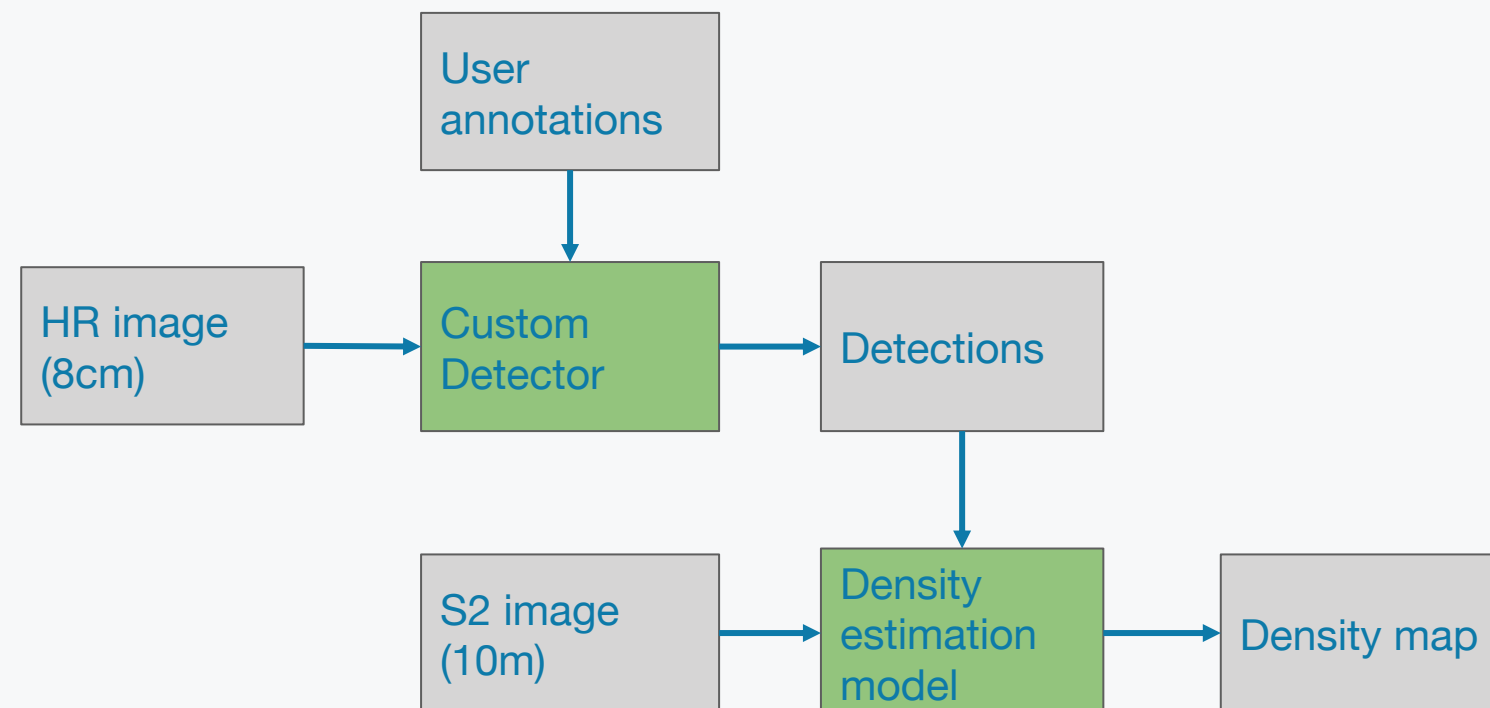 User
annotations
HR image
(8cm)
Custom
Detector
Detections
S2 image
(10m)
Density
estimation
model
Density map